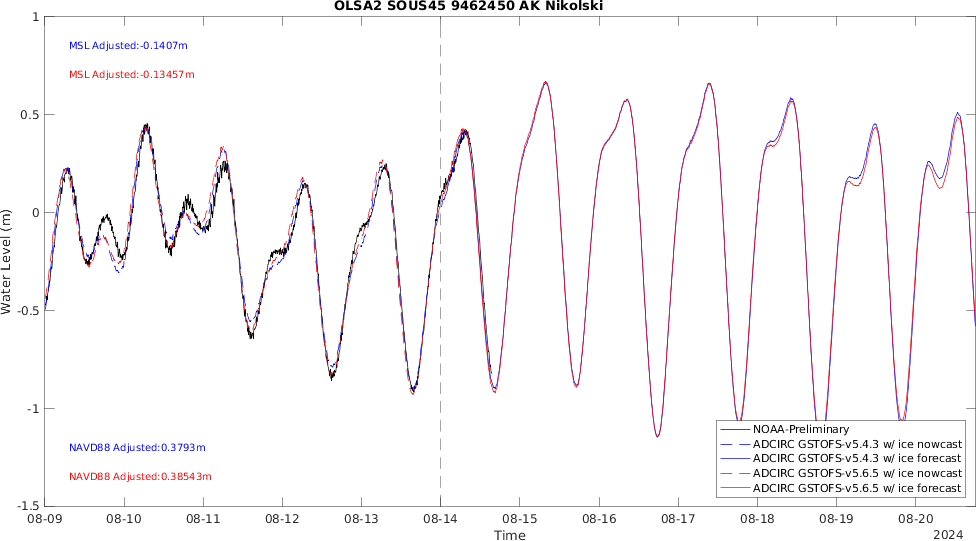 OLSA2 SOUS45 9462450 AK Nikolski
1
MSL Adjusted:-0.1407m
MSL Adjusted:-0.13457m
0.5
0
Water Level (m)
-0.5
-1
NAVD88 Adjusted:0.3793m
NAVD88 Adjusted:0.38543m
NOAA-Preliminary
ADCIRC GSTOFS-v5.4.3 w/ ice nowcast
ADCIRC GSTOFS-v5.4.3 w/ ice forecast
ADCIRC GSTOFS-v5.6.5 w/ ice nowcast
ADCIRC GSTOFS-v5.6.5 w/ ice forecast
-1.5
08-09 08-10 08-11 08-12 08-13 08-14 08-15 08-16 08-17 08-18 08-19 08-20
Time
2024